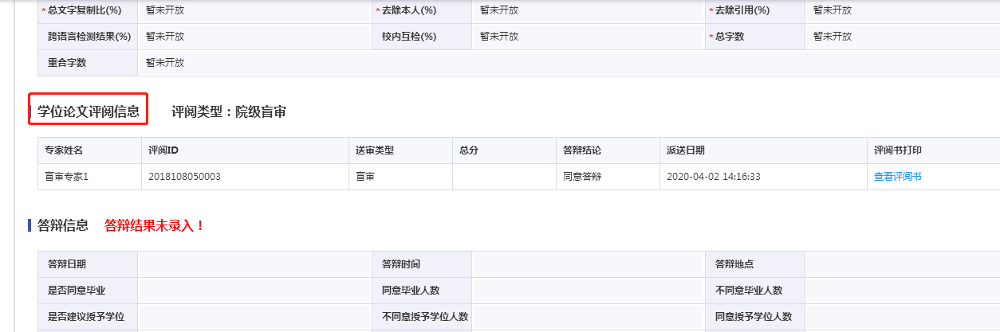 *总文字复制比(%) 暂未开放 *去除本人(%) 暂未开放 *去除引用(%) 暂未开放
跨语言检测结果(%) 暂未开放 校内互检(%) 暂未开放 *总字数 暂未开放
重合字数 暂未开放
学位论文评阅信息 评阅类型：院级盲审
专家姓名 评阅ID 送审类型 总分 答辩结论 派送日期 评阅书打印
盲审专家1 2018108050003 盲审 同意答辩 2020-04-02 14:16:33 查看评阅书
答辩信息 答辩结果未录入！
答辩日期 答辩时间 答辩地点
是否同意毕业 同意毕业人数 不同意毕业人数
是否建议授予学位 不同意授予学位人数 同意授予学位人数